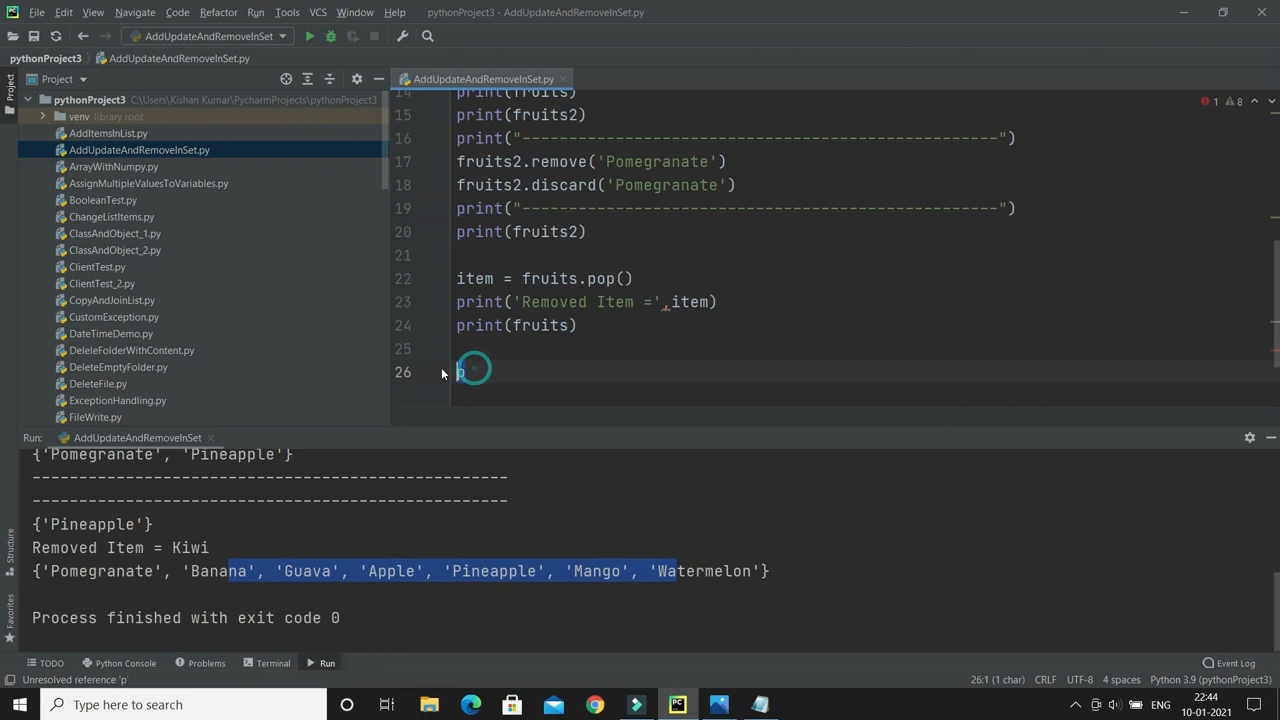 File Edit View Navigate Code Refactor Run Tools VCS Window Help pythonProject3 - AddUpdateAndRemoveInSet.py
AddUpdateAndRemoveInSet
pythonProject3 AddUpdateAndRemoveInSet.py
Project
Project
AddUpdateAndRemoveInSet.py
pythonProject3 C:\Users\Kishan Kumar\PycharmProjects\pythonProject3
venv library root
AddItemsInList.py
AddUpdateAndRemoveInSet.py
ArrayWithNumpy.py
AssignMultipleValuesToVariables.py
BooleanTest.py
ChangeListItems.py
ClassAndObject_1.py
ClassAndObject_2.py
ClientTest.py
ClientTest_2.py
CopyAndJoinList.py
CustomException.py
DateTimeDemo.py
DeleleFolderWithContent.py
DeleteEmptyFolder.py
DeleteFile.py
ExceptionHandling.py
FileWrite.py
1 8
14 print(fruits)
15 print(fruits2)
16 print("---------------------------------------------------")
17 fruits2.remove('Pomegranate')
18 fruits2.discard('Pomegranate')
19 print("---------------------------------------------------")
20 print(fruits2)
21
22 item = fruits.pop()
23 print('Removed Item =',item)
24 print(fruits)
25
26 p
Run: AddUpdateAndRemoveInSet
{'Pomegranate', 'Pineapple'}
---------------------------------------------------
---------------------------------------------------
{'Pineapple'}
Removed Item = Kiwi
{'Pomegranate', 'Banana', 'Guava', 'Apple', 'Pineapple', 'Mango', 'Watermelon'}
Process finished with exit code 0
Structure
Favorites
TODO Python Console Problems Terminal Run Event Log
Unresolved reference 'p' 26:1 (1 char) CRLF UTF-8 4 spaces Python 3.9 (pythonProject3)
Type here to search
ENG
22:44
10-01-2021